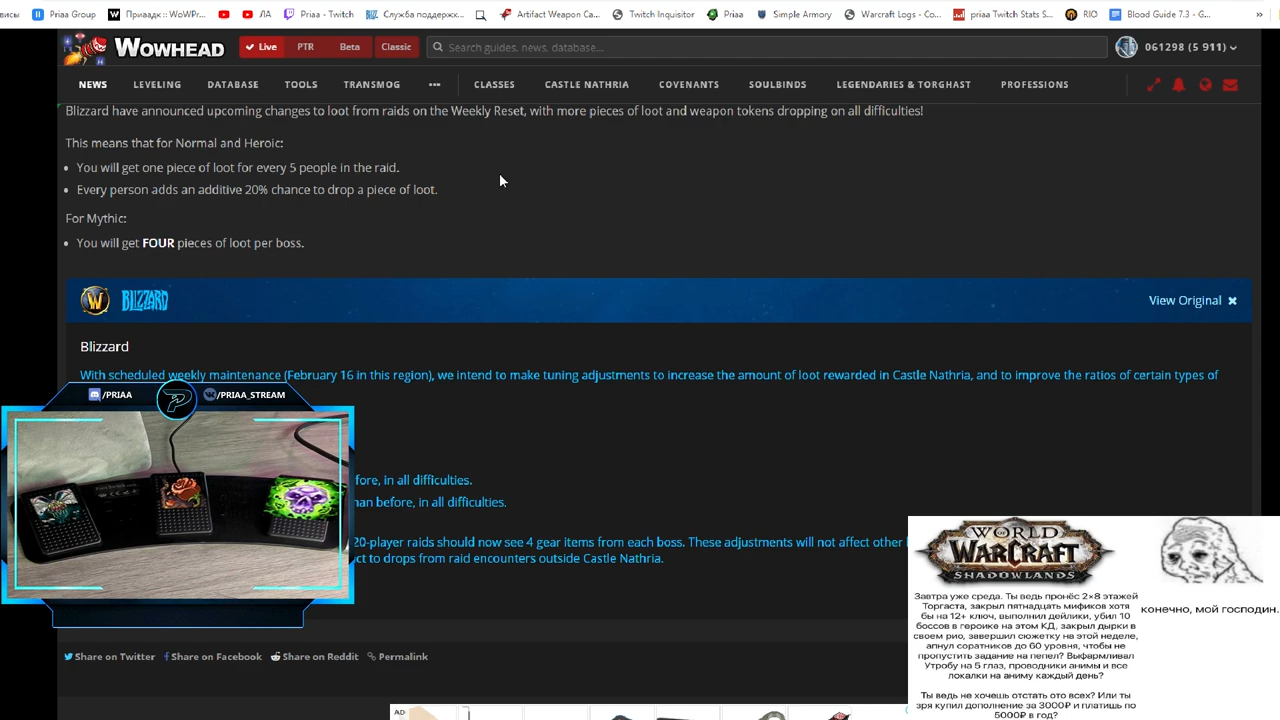 висы Priaa Group Приваδк :: WoWPr... ЛА Priaa - Twitch Служба поддержк... Artifact Weapon Ca... Twitch Inquisitor Priaa Simple Armory Warcraft Logs - Co... priaa Twitch Stats S... RIO Blood Guide 7.3 - G... »
WOWHEAD Live PTR Beta Classic Search guides, news, database... 061298 (5 911)
NEWS LEVELING DATABASE TOOLS TRANSMOG ••• CLASSES CASTLE NATHRIA COVENANTS SOULBINDS LEGENDARIES & TORGHAST PROFESSIONS
Blizzard have announced upcoming changes to loot from raids on the Weekly Reset, with more pieces of loot and weapon tokens dropping on all difficulties!
This means that for Normal and Heroic:
• You will get one piece of loot for every 5 people in the raid.
• Every person adds an additive 20% chance to drop a piece of loot.
For Mythic:
• You will get FOUR pieces of loot per boss.
W BLIZZARD View Original ✖
Blizzard
With scheduled weekly maintenance (February 16 in this region), we intend to make tuning adjustments to increase the amount of loot rewarded in Castle Nathria, and to improve the ratios of certain types of
/PRIAA /PRIAA_STREAM
fore, in all difficulties.
han before, in all difficulties.
20-player raids should now see 4 gear items from each boss. These adjustments will not affect other
ct to drops from raid encounters outside Castle Nathria.
WORLD
WARCRAFT
SHADOWLANDS
Завтра уже среда. Ты ведь пронёс 2×8 этажей
Торгаста, закрыл пятнадцать мификов хотя
бы на 12+ ключ, выполнил дейлики, убил 10
боссов в героике на этом КД, закрыл дырки в
своем рио, завершил сюжетку на этой неделе,
апнул соратников до 60 уровня, чтобы не
пропустить задание на пепел? Выфармливал
Утробу на 5 глаз, проводники анимы и все
локалки на аниму каждый день?
Ты ведь не хочешь отстать ото всех? Или ты
зря купил дополнение за 3000₽ и платишь по
5000₽ в год?
конечно, мой господин.
Share on Twitter Share on Facebook Share on Reddit Permalink
AD